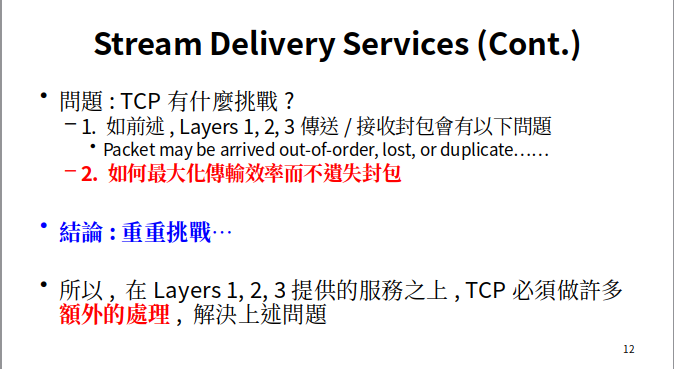 Stream Delivery Services (Cont.)
• 問題 : TCP 有什麼挑戰 ?
– 1. 如前述 , Layers 1, 2, 3 傳送 / 接收封包會有以下問題
• Packet may be arrived out-of-order, lost, or duplicate……
– 2. 如何最大化傳輸效率而不遺失封包
• 結論 : 重重挑戰…
• 所以 , 在 Layers 1, 2, 3 提供的服務之上 , TCP 必須做許多
額外的處理 , 解決上述問題
12